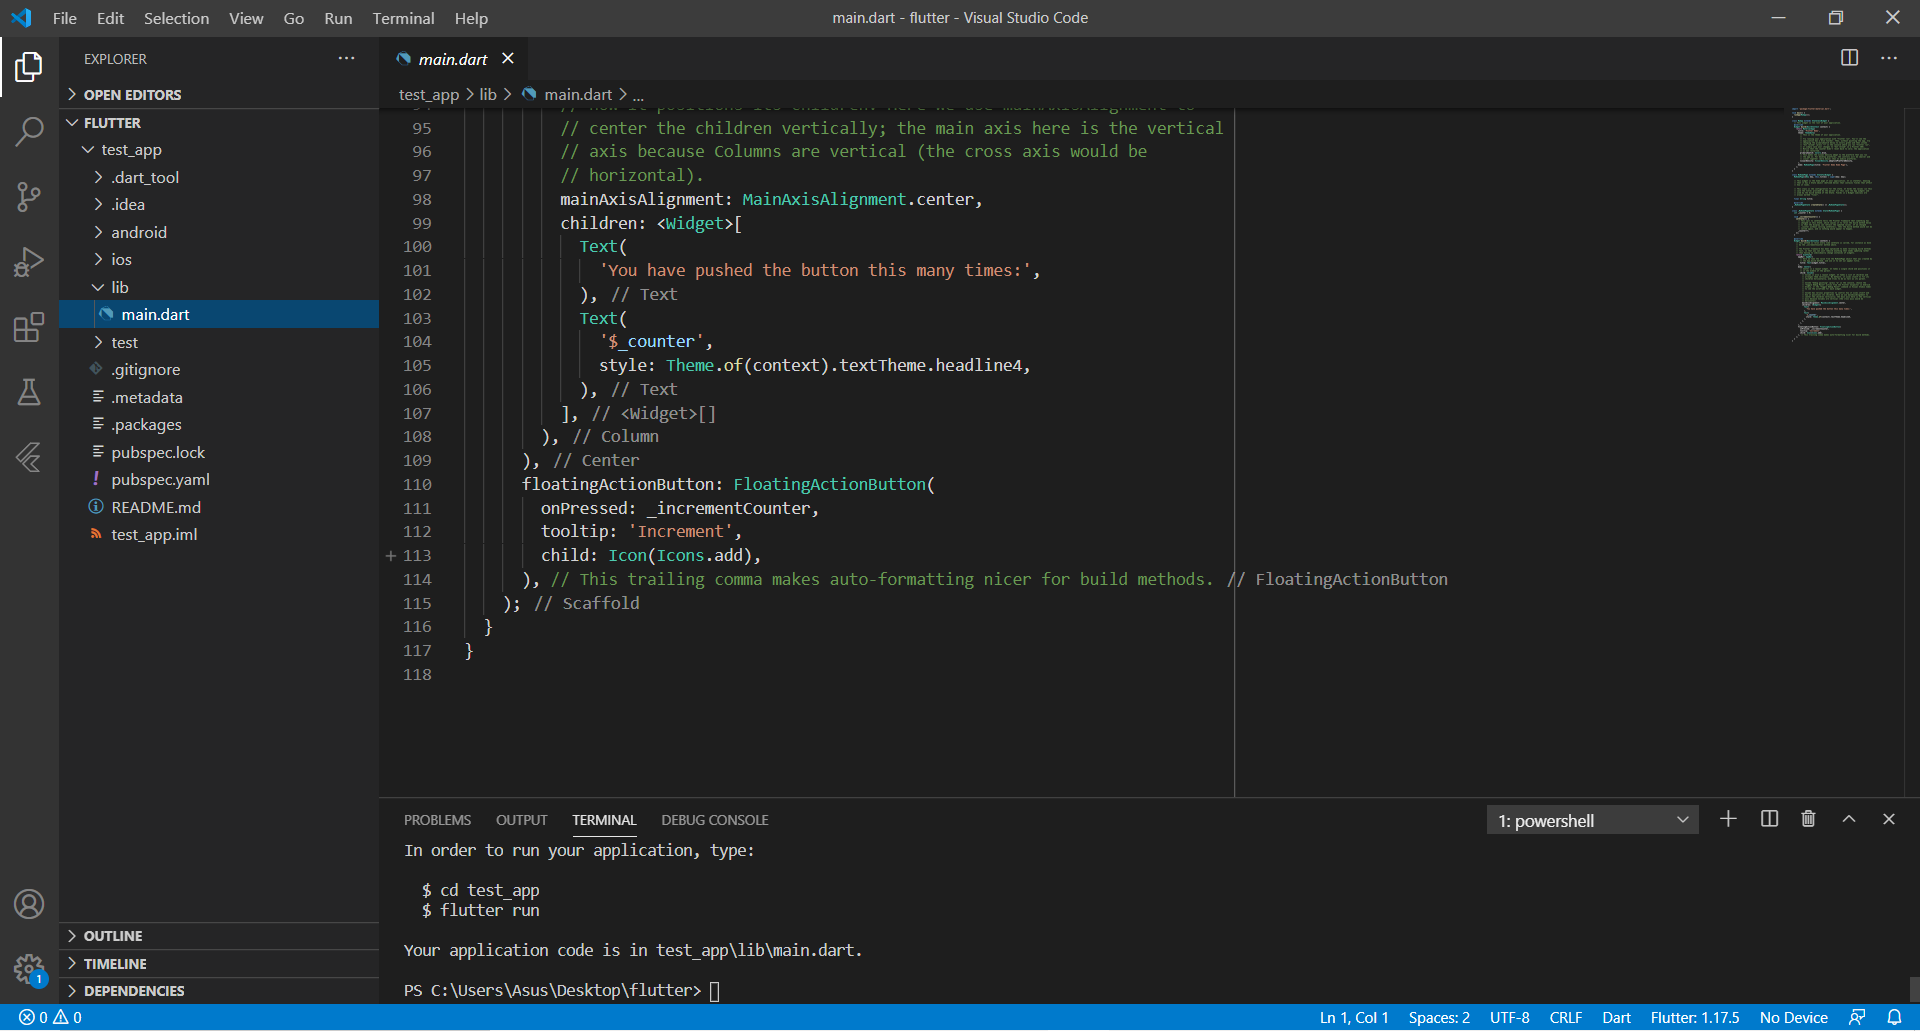 File Edit Selection View Go Run Terminal Help
main.dart - flutter - Visual Studio Code
EXPLORER
OPEN EDITORS
FLUTTER
test_app
.dart_tool
.idea
android
ios
lib
main.dart
test
.gitignore
.metadata
.packages
pubspec.lock
pubspec.yaml
README.md
test_app.iml
OUTLINE
TIMELINE
DEPENDENCIES
1
main.dart
test_app > lib > main.dart > ...
95 // center the children vertically; the main axis here is the vertical
96 // axis because Columns are vertical (the cross axis would be
97 // horizontal).
98 mainAxisAlignment: MainAxisAlignment.center,
99 children: <Widget>[
100 Text(
101 'You have pushed the button this many times:',
102 ), // Text
103 Text(
104 '$_counter',
105 style: Theme.of(context).textTheme.headline4,
106 ), // Text
107 ], // <Widget>[]
108 ), // Column
109 ), // Center
110 floatingActionButton: FloatingActionButton(
111 onPressed: _incrementCounter,
112 tooltip: 'Increment',
113 child: Icon(Icons.add),
114 ), // This trailing comma makes auto-formatting nicer for build methods. // FloatingActionButton
115 ); // Scaffold
116 }
117 }
118
PROBLEMS OUTPUT TERMINAL DEBUG CONSOLE
1: powershell
In order to run your application, type:
$ cd test_app
$ flutter run
Your application code is in test_app\lib\main.dart.
PS C:\Users\Asus\Desktop\flutter>
0 0
Ln 1, Col 1 Spaces: 2 UTF-8 CRLF Dart Flutter: 1.17.5 No Device